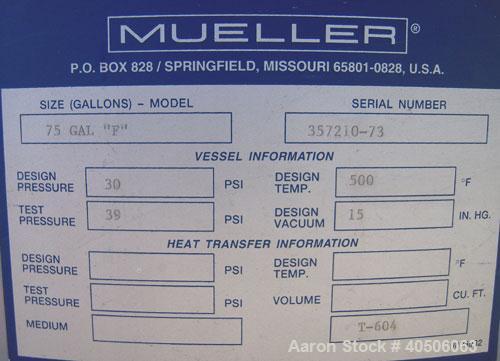 MUELLER®
P.O. BOX 828 / SPRINGFIELD, MISSOURI 65801-0828, U.S.A.
SIZE (GALLONS) – MODEL SERIAL NUMBER
75 GAL "F" 357210-73
VESSEL INFORMATION
DESIGN PRESSURE 30 PSI DESIGN TEMP. 500 °F
TEST PRESSURE 39 PSI DESIGN VACUUM 15 IN. HG.
HEAT TRANSFER INFORMATION
DESIGN PRESSURE PSI DESIGN TEMP. °F
TEST PRESSURE PSI VOLUME CU. FT.
MEDIUM T-604
Aaron Stock # 40506063